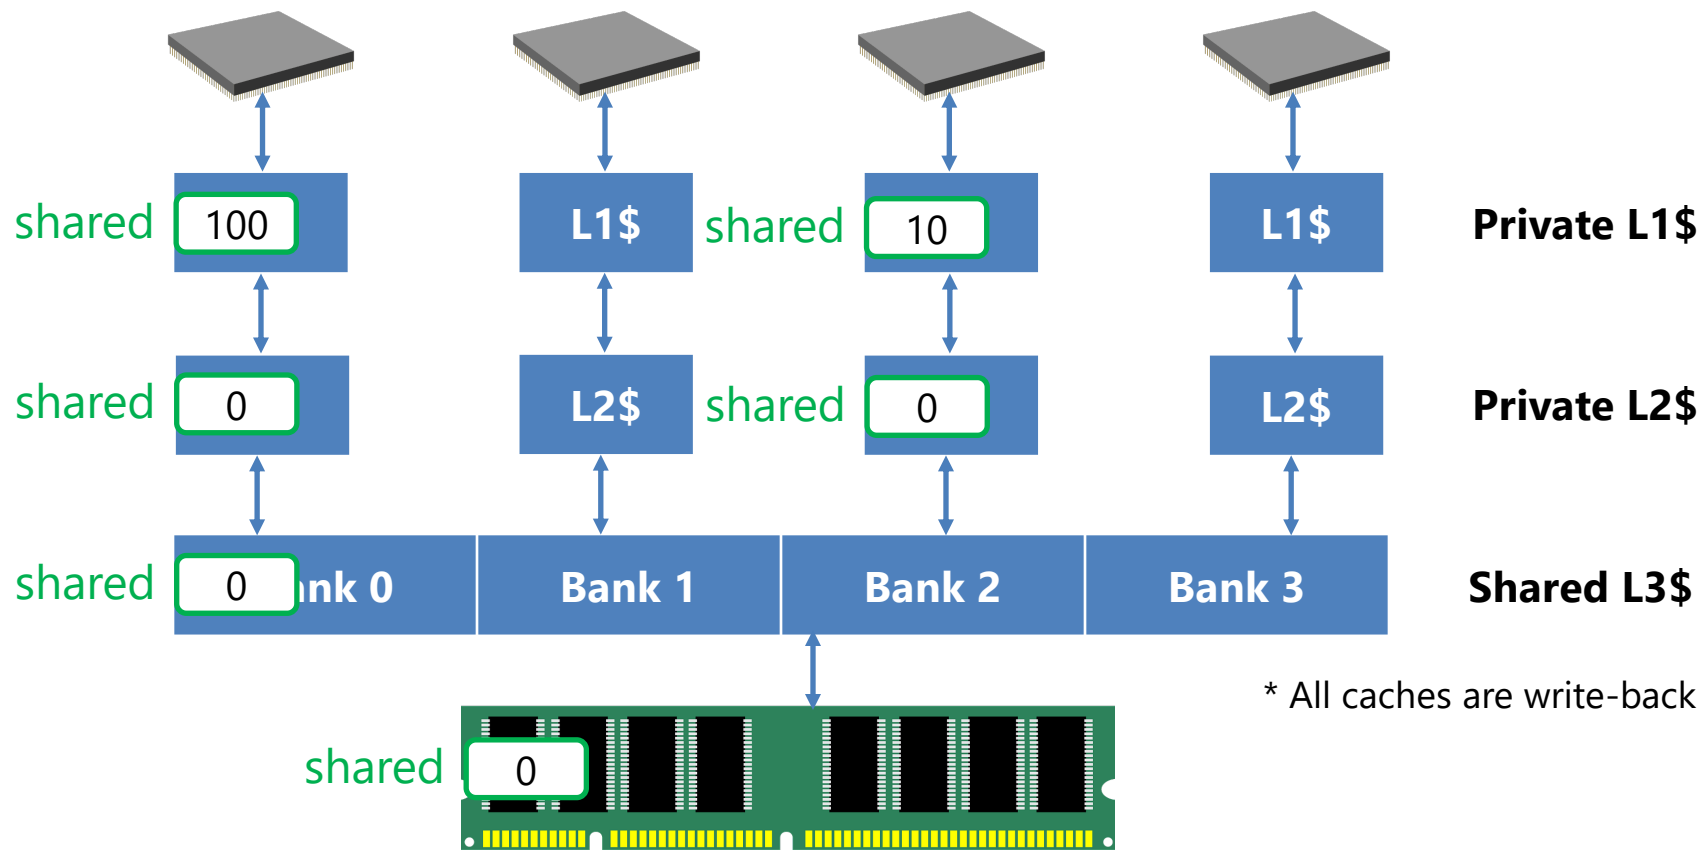 shared 100 L1$ shared 10 L1$ Private L1$
shared 0 L2$ shared 0 L2$ Private L2$
shared 0 nk 0 Bank 1 Bank 2 Bank 3 Shared L3$
* All caches are write-back
shared 0